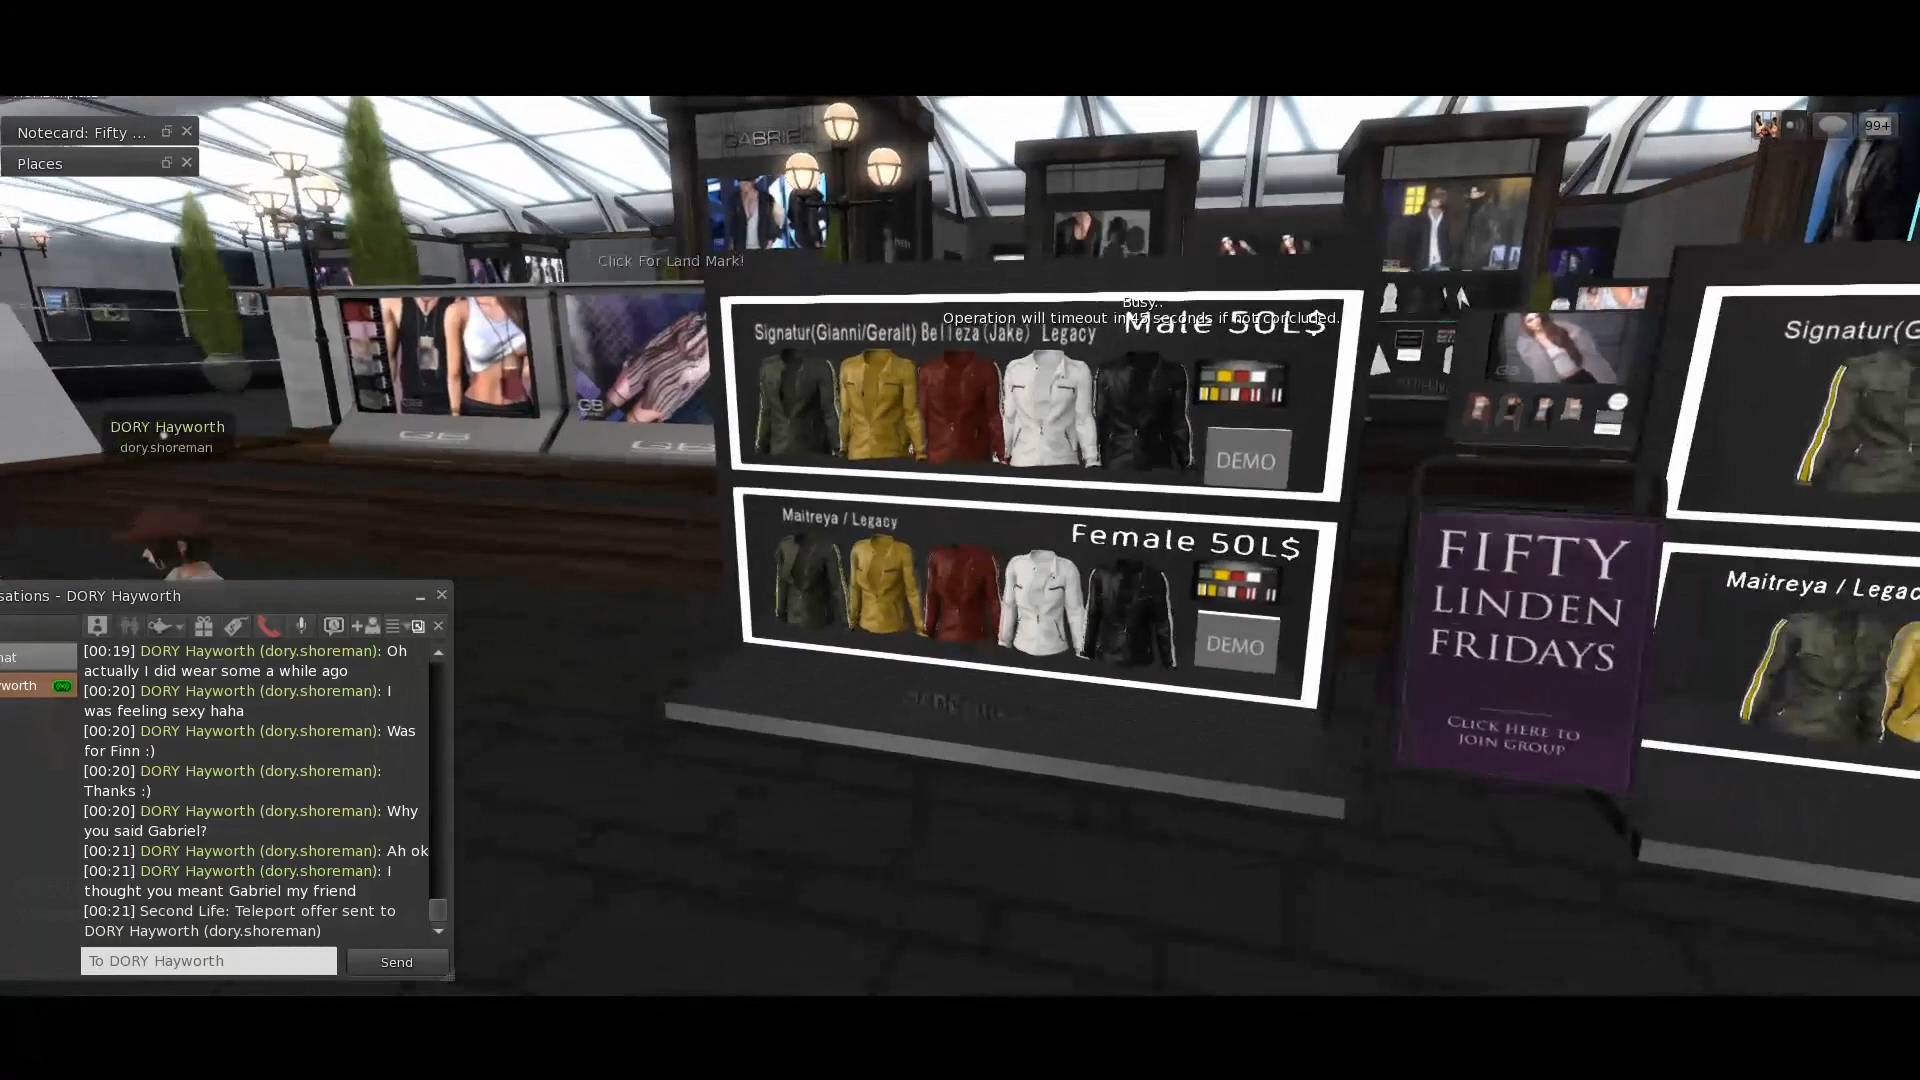 Notecard: Fifty ...
Places
99+
GABRIEL
Click For Land Mark!
Busy..
Operation will timeout in 45 seconds if not concluded.
Signatur(Gianni/Geralt) Belleza(Jake) Legacy
Male 50L$
DEMO
Maitreya / Legacy
Female 50L$
DEMO
GB
GB
GB
FIFTY
LINDEN
FRIDAYS
CLICK HERE TO
JOIN GROUP
Signatur(G
Maitreya / Legac
DORY Hayworth
dory.shoreman
sations - DORY Hayworth
nat
worth
[00:19] DORY Hayworth (dory.shoreman): Oh
actually I did wear some a while ago
[00:20] DORY Hayworth (dory.shoreman): I
was feeling sexy haha
[00:20] DORY Hayworth (dory.shoreman): Was
for Finn :)
[00:20] DORY Hayworth (dory.shoreman):
Thanks :)
[00:20] DORY Hayworth (dory.shoreman): Why
you said Gabriel?
[00:21] DORY Hayworth (dory.shoreman): Ah ok
[00:21] DORY Hayworth (dory.shoreman): I
thought you meant Gabriel my friend
[00:21] Second Life: Teleport offer sent to
DORY Hayworth (dory.shoreman)
To DORY Hayworth
Send